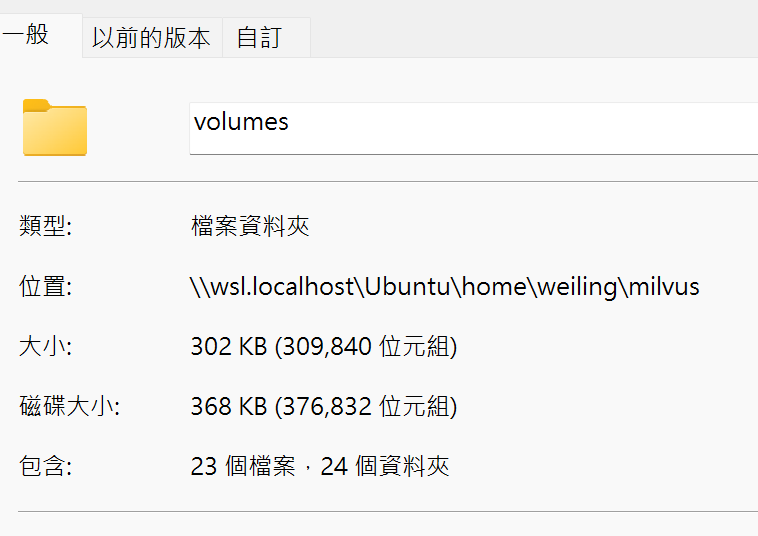 一般 以前的版本 自訂
volumes
類型: 檔案資料夾
位置: \\wsl.localhost\Ubuntu\home\weiling\milvus
大小: 302 KB (309,840 位元組)
磁碟大小: 368 KB (376,832 位元組)
包含: 23 個檔案，24 個資料夾